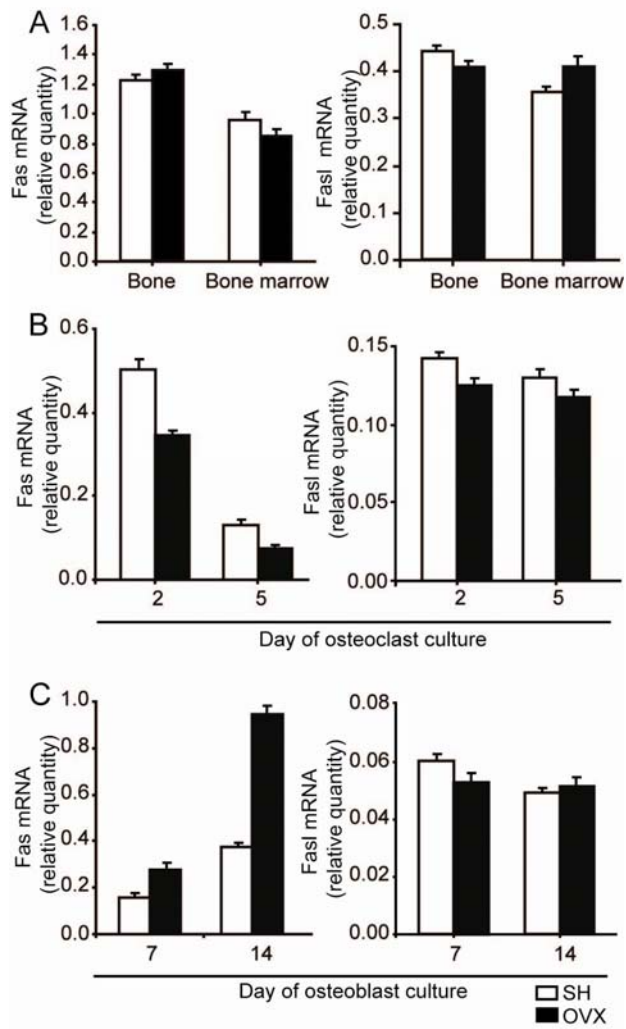 A
Fas mRNA
(relative quantity)
1.6
1.4
1.2
1.0
0.8
0.6
0.4
0.2
0.0
Bone
Bone marrow
Fasl mRNA
(relative quantity)
0.5
0.4
0.3
0.2
0.1
0.0
Bone
Bone marrow
B
Fas mRNA
(relative quantity)
0.6
0.4
0.2
0.0
2
5
Fasl mRNA
(relative quantity)
0.15
0.10
0.05
0.00
2
5
Day of osteoclast culture
C
Fas mRNA
(relative quantity)
1.0
0.8
0.6
0.4
0.2
0.0
7
14
Fasl mRNA
(relative quantity)
0.08
0.06
0.04
0.02
0.00
7
14
Day of osteoblast culture
SH
OVX